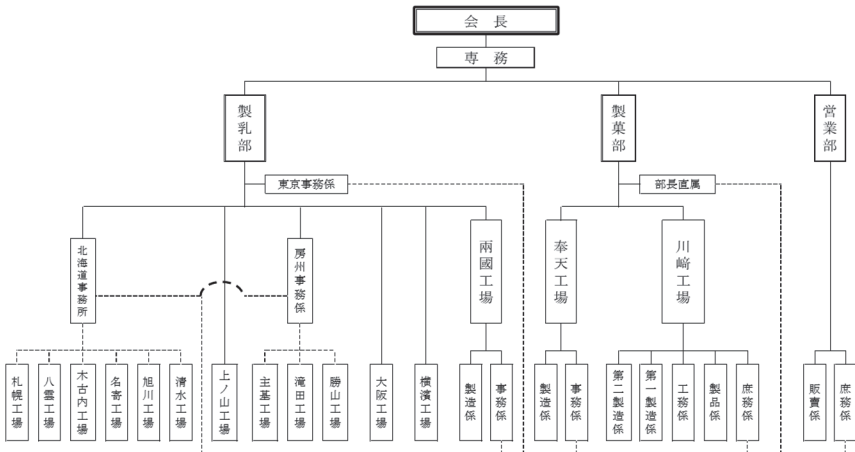 会長
専務
製乳部
製菓部
営業部
東京事務係
部長直属
北海道事務所
房州事務係
兩國工場
奉天工場
川﨑工場
札幌工場
八雲工場
木古内工場
名寄工場
旭川工場
清水工場
上ノ山工場
主基工場
滝田工場
勝山工場
大阪工場
横濱工場
製造係
事務係
製造係
事務係
第二製造係
第一製造係
工務係
製品係
庶務係
販賣係
庶務係